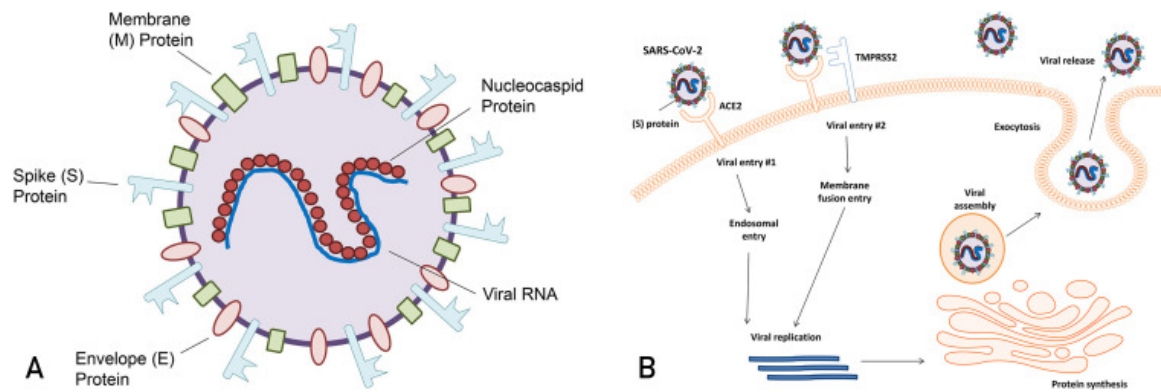 Membrane
(M) Protein
Nucleocaspid
Protein
Spike (S)
Protein
Viral RNA
Envelope (E)
Protein
A
SARS-CoV-2
TMPRSS2
ACE2
(S) protein
Viral entry #1
Viral entry #2
Endosomal
entry
Membrane
fusion entry
Viral replication
Viral release
Exocytosis
Viral
assembly
Protein synthesis
B